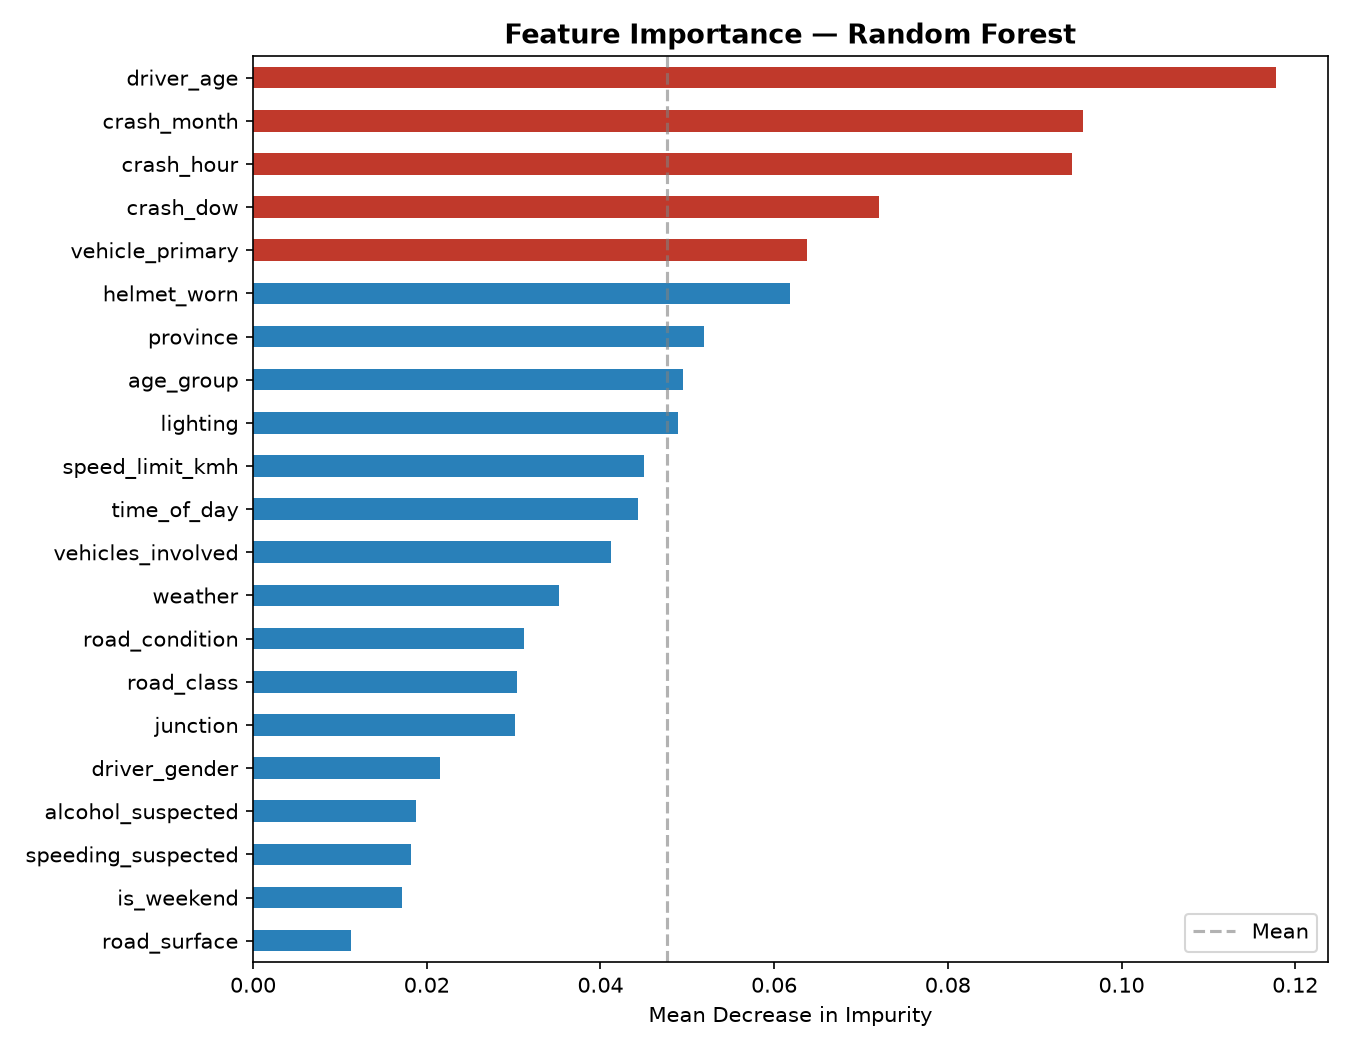 Feature Importance — Random Forest
driver_age
crash_month
crash_hour
crash_dow
vehicle_primary
helmet_worn
province
age_group
lighting
speed_limit_kmh
time_of_day
vehicles_involved
weather
road_condition
road_class
junction
driver_gender
alcohol_suspected
speeding_suspected
is_weekend
road_surface
Mean
0.00 0.02 0.04 0.06 0.08 0.10 0.12
Mean Decrease in Impurity